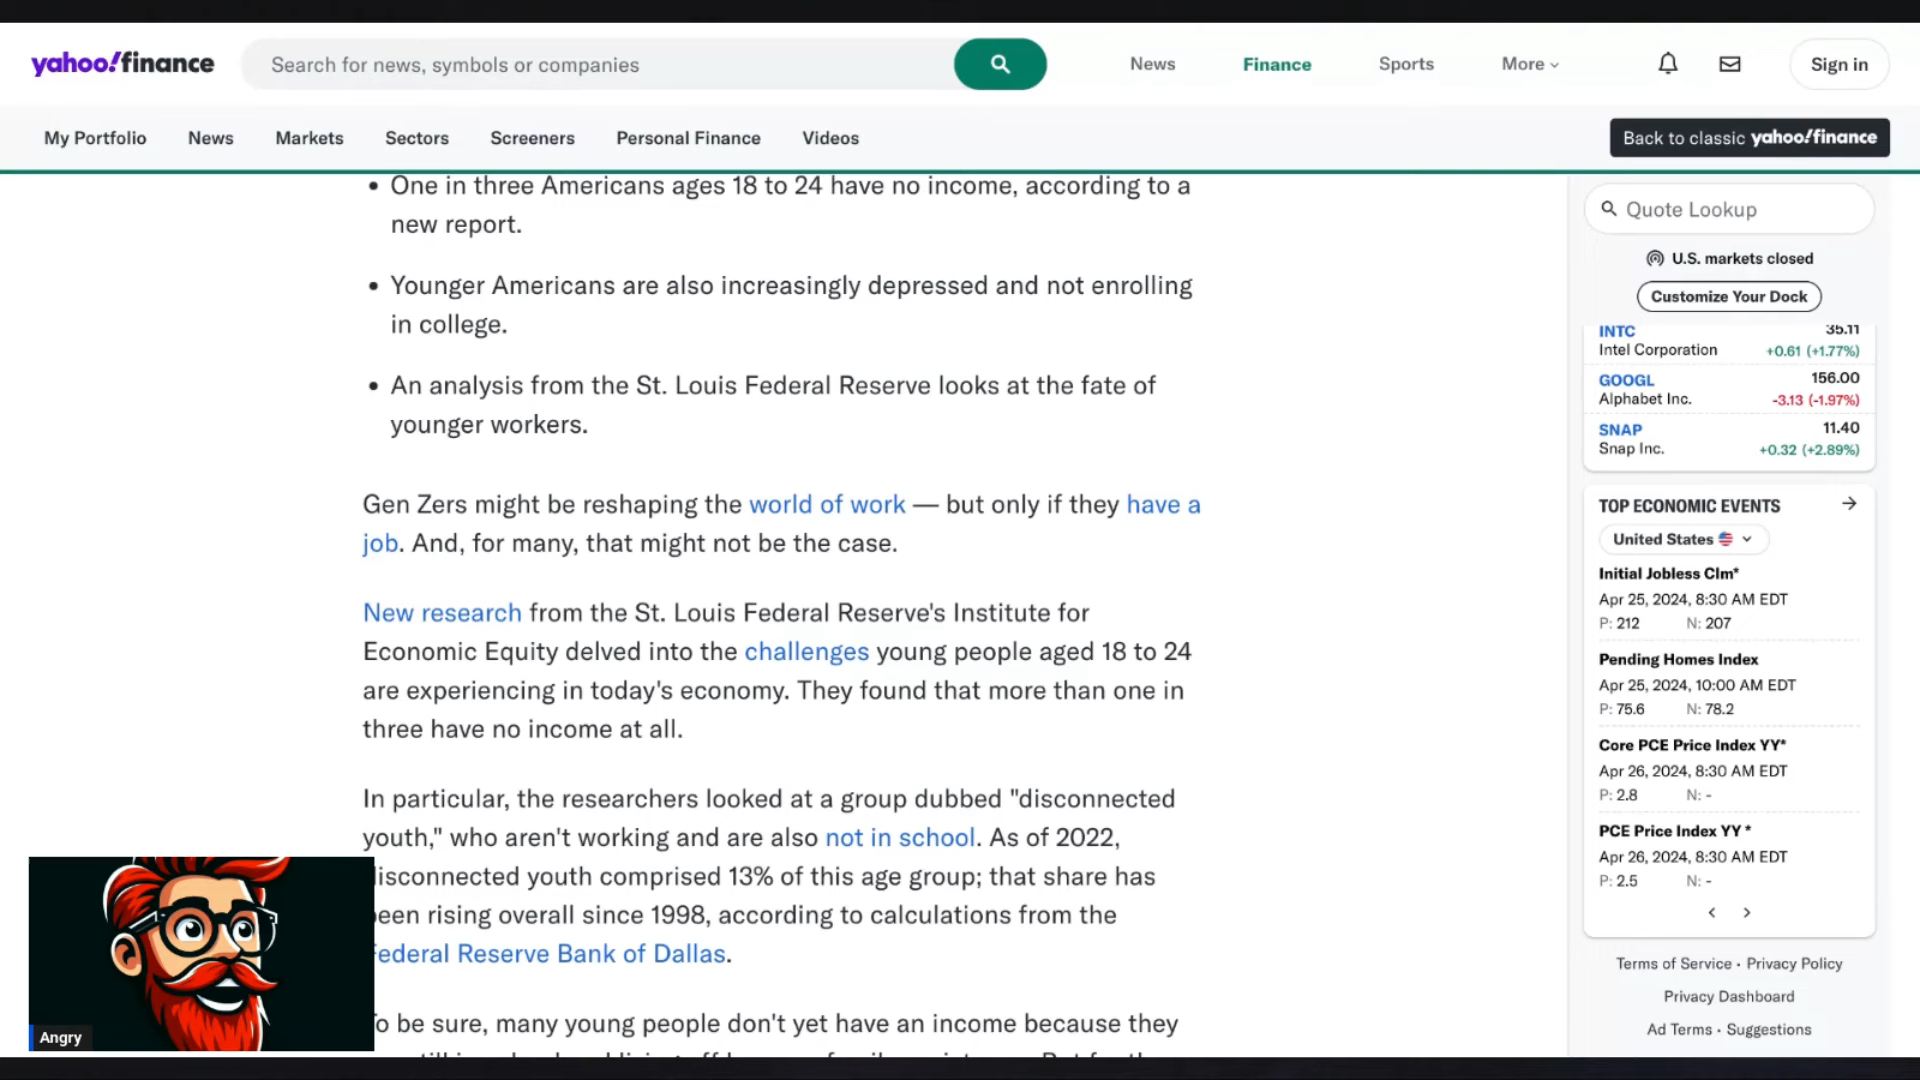 yahoo!finance
Search for news, symbols or companies
News
Finance
Sports
More
Sign in
My Portfolio
News
Markets
Sectors
Screeners
Personal Finance
Videos
Back to classic yahoo!finance
• One in three Americans ages 18 to 24 have no income, according to a
new report.
• Younger Americans are also increasingly depressed and not enrolling
in college.
• An analysis from the St. Louis Federal Reserve looks at the fate of
younger workers.
Gen Zers might be reshaping the world of work — but only if they have a
job. And, for many, that might not be the case.
New research from the St. Louis Federal Reserve's Institute for
Economic Equity delved into the challenges young people aged 18 to 24
are experiencing in today's economy. They found that more than one in
three have no income at all.
In particular, the researchers looked at a group dubbed "disconnected
youth," who aren't working and are also not in school. As of 2022,
disconnected youth comprised 13% of this age group; that share has
been rising overall since 1998, according to calculations from the
Federal Reserve Bank of Dallas.
To be sure, many young people don't yet have an income because they
Angry
Quote Lookup
U.S. markets closed
Customize Your Dock
INTC 35.11
Intel Corporation +0.61 (+1.77%)
GOOGL 156.00
Alphabet Inc. -3.13 (-1.97%)
SNAP 11.40
Snap Inc. +0.32 (+2.89%)
TOP ECONOMIC EVENTS
United States
Initial Jobless Clm*
Apr 25, 2024, 8:30 AM EDT
P: 212 N: 207
Pending Homes Index
Apr 25, 2024, 10:00 AM EDT
P: 75.6 N: 78.2
Core PCE Price Index YY*
Apr 26, 2024, 8:30 AM EDT
P: 2.8 N: -
PCE Price Index YY *
Apr 26, 2024, 8:30 AM EDT
P: 2.5 N: -
Terms of Service • Privacy Policy
Privacy Dashboard
Ad Terms • Suggestions